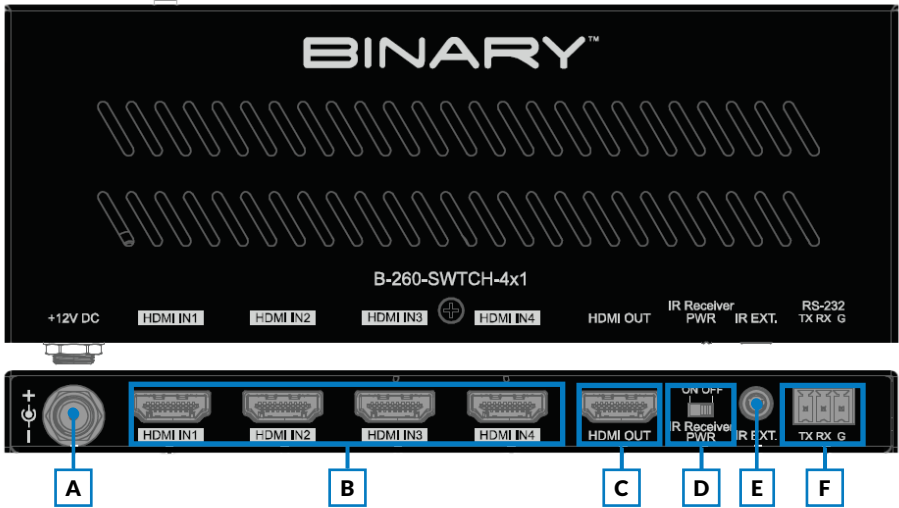 BINARY™
B-260-SWTCH-4x1
+12V DC
HDMI IN1
HDMI IN2
HDMI IN3
HDMI IN4
HDMI OUT
IR Receiver
PWR
IR EXT.
RS-232
TX RX G
+
−
HDMI IN1
HDMI IN2
HDMI IN3
HDMI IN4
HDMI OUT
ON OFF
IR Receiver
PWR
IR EXT.
TX RX G
A
B
C
D
E
F